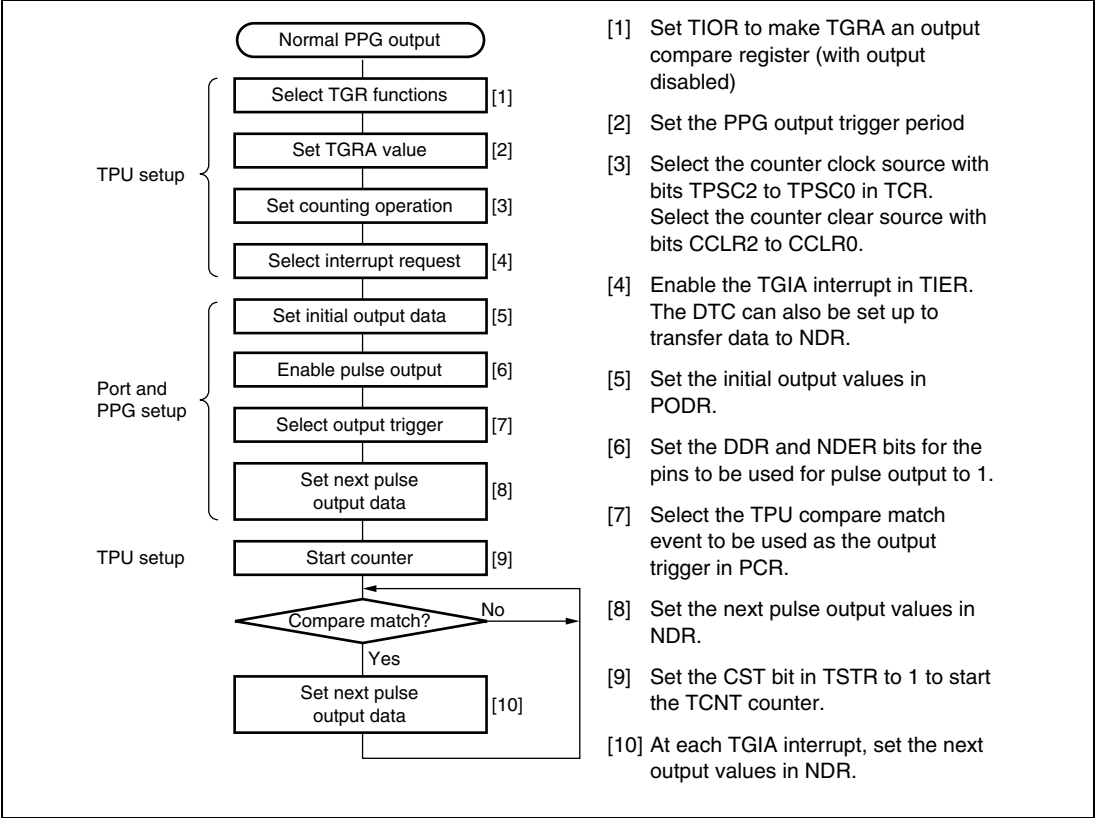 Normal PPG output
Select TGR functions [1]
Set TGRA value [2]
TPU setup
Set counting operation [3]
Select interrupt request [4]
Set initial output data [5]
Enable pulse output [6]
Port and
PPG setup
Select output trigger [7]
Set next pulse
output data
[8]
TPU setup
Start counter [9]
Compare match?
No
Yes
Set next pulse
output data
[10]
[1] Set TIOR to make TGRA an output
compare register (with output
disabled)
[2] Set the PPG output trigger period
[3] Select the counter clock source with
bits TPSC2 to TPSC0 in TCR.
Select the counter clear source with
bits CCLR2 to CCLR0.
[4] Enable the TGIA interrupt in TIER.
The DTC can also be set up to
transfer data to NDR.
[5] Set the initial output values in
PODR.
[6] Set the DDR and NDER bits for the
pins to be used for pulse output to 1.
[7] Select the TPU compare match
event to be used as the output
trigger in PCR.
[8] Set the next pulse output values in
NDR.
[9] Set the CST bit in TSTR to 1 to start
the TCNT counter.
[10] At each TGIA interrupt, set the next
output values in NDR.